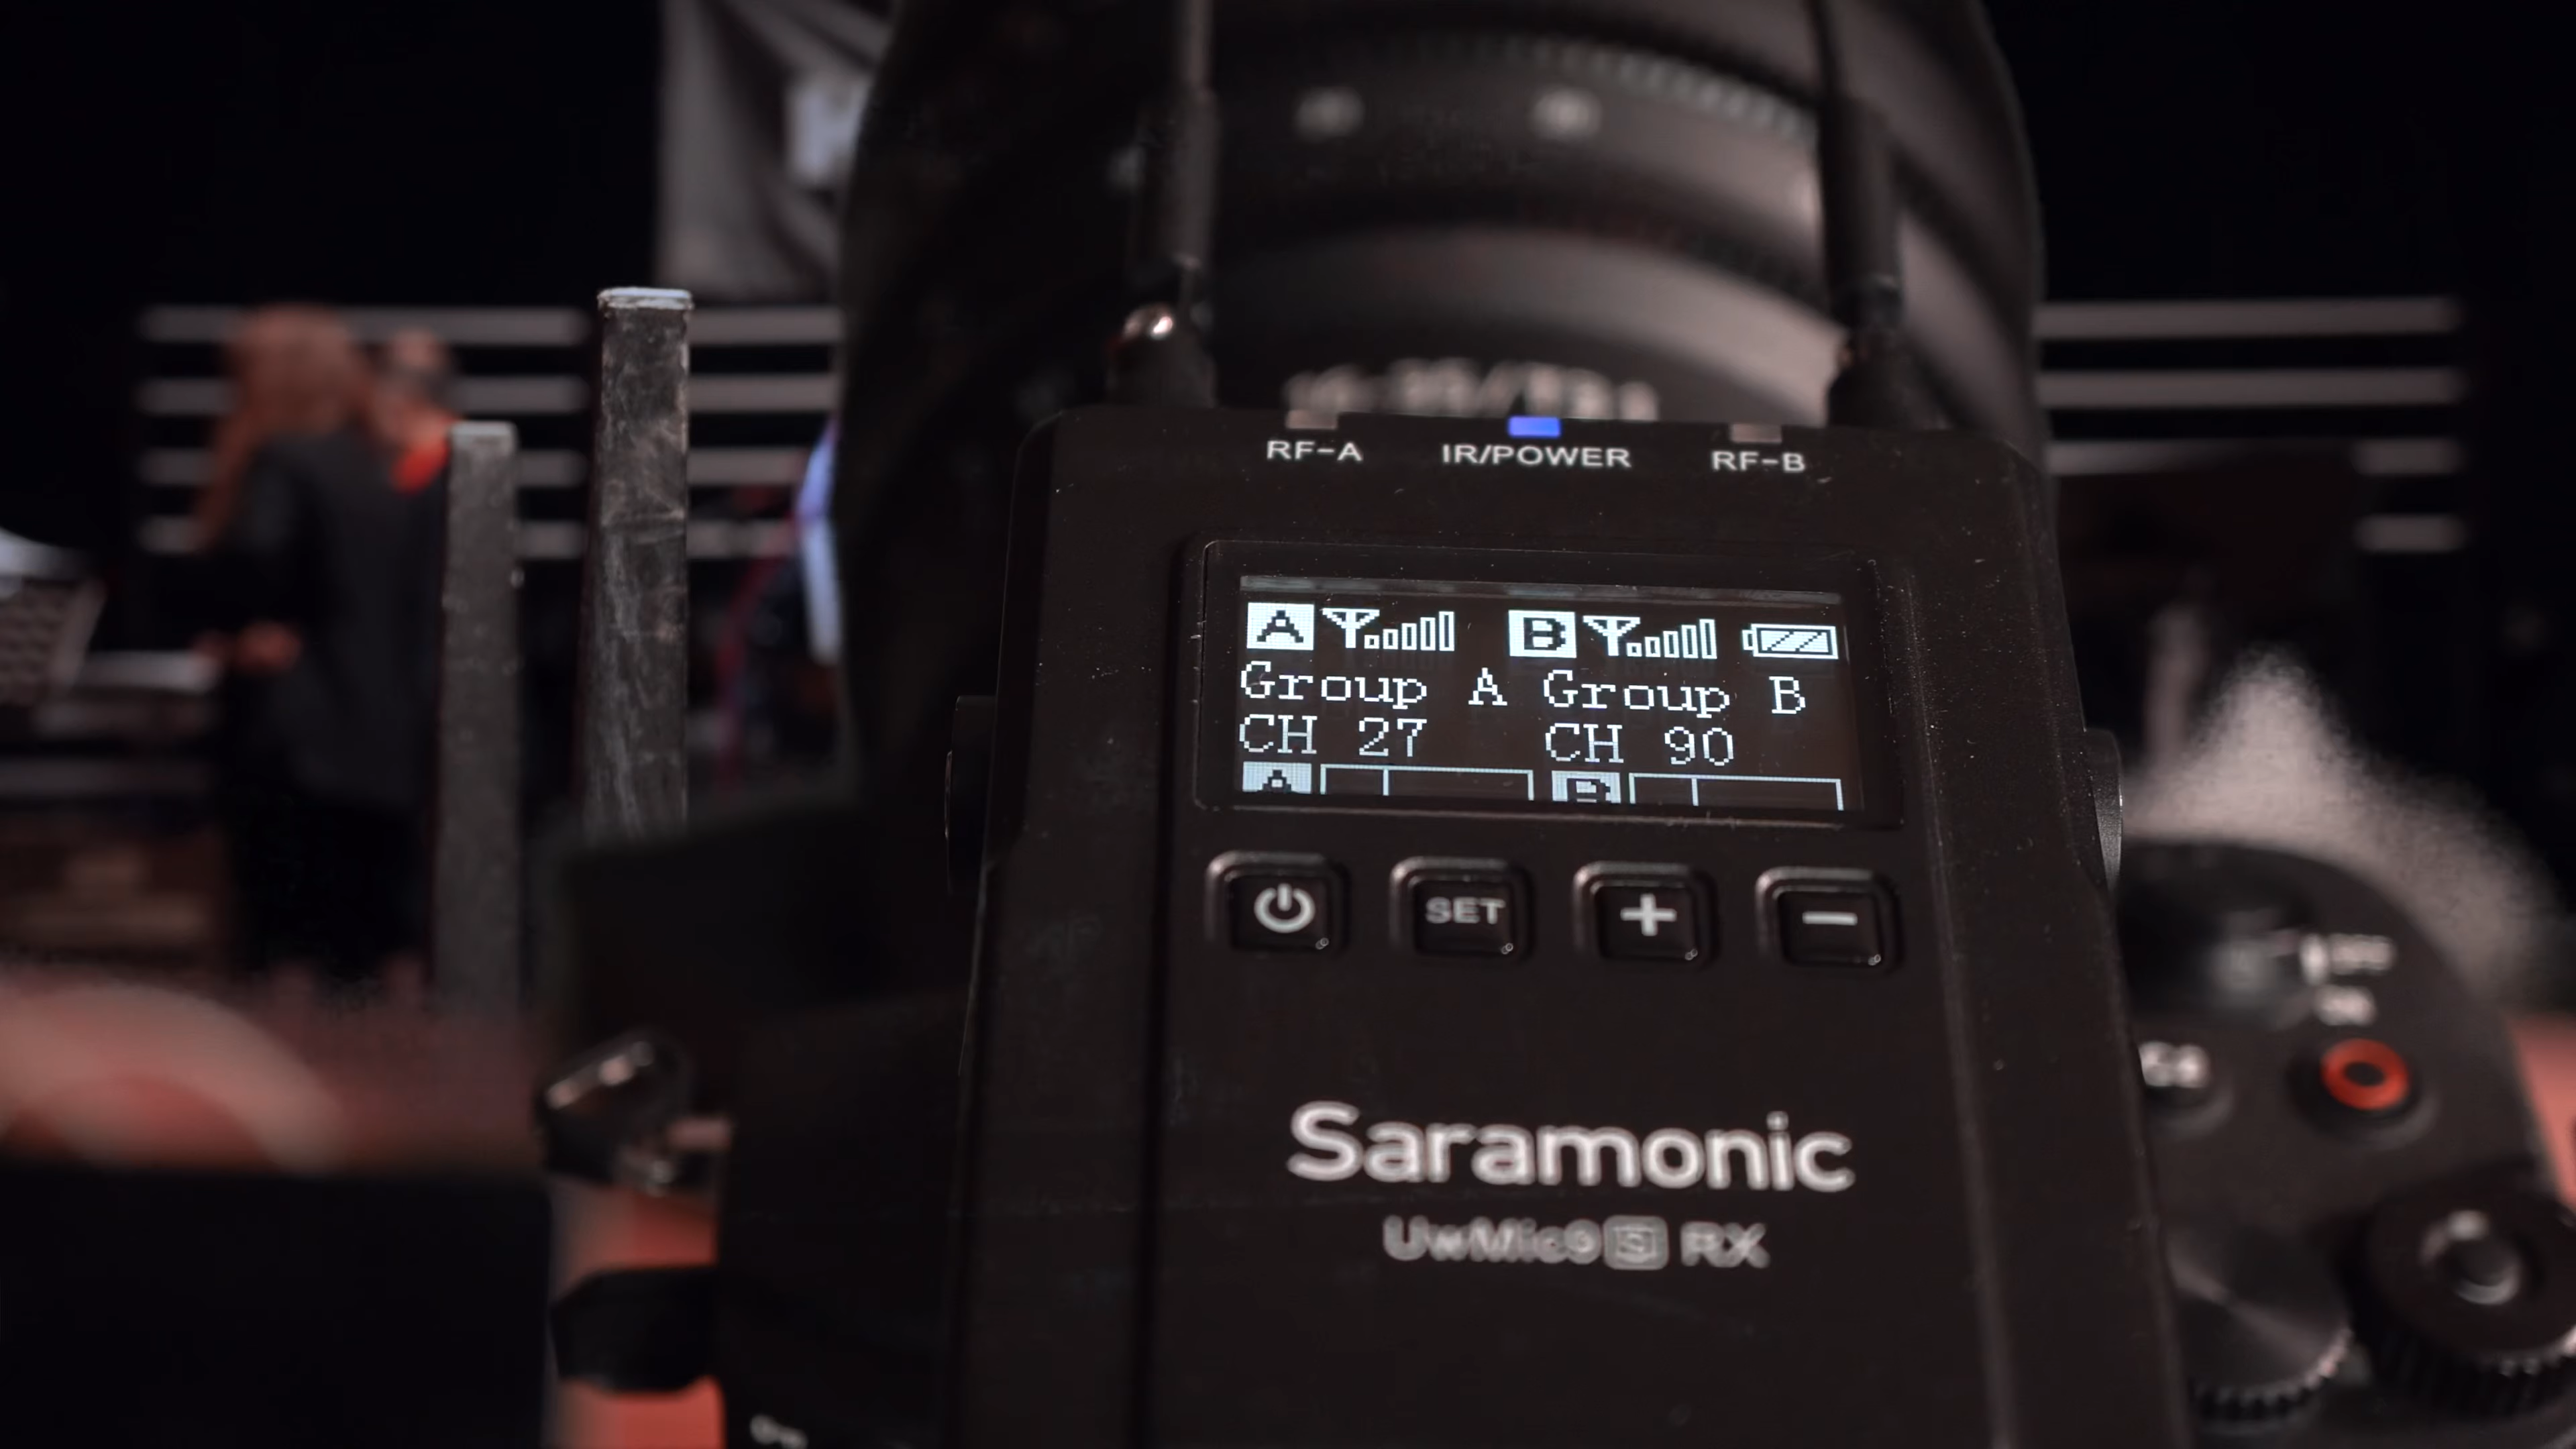 RF-A IR/POWER RF-B
A B
Group A Group B
CH 27 CH 90
A B
SET
Saramonic
UwMic9 S RX